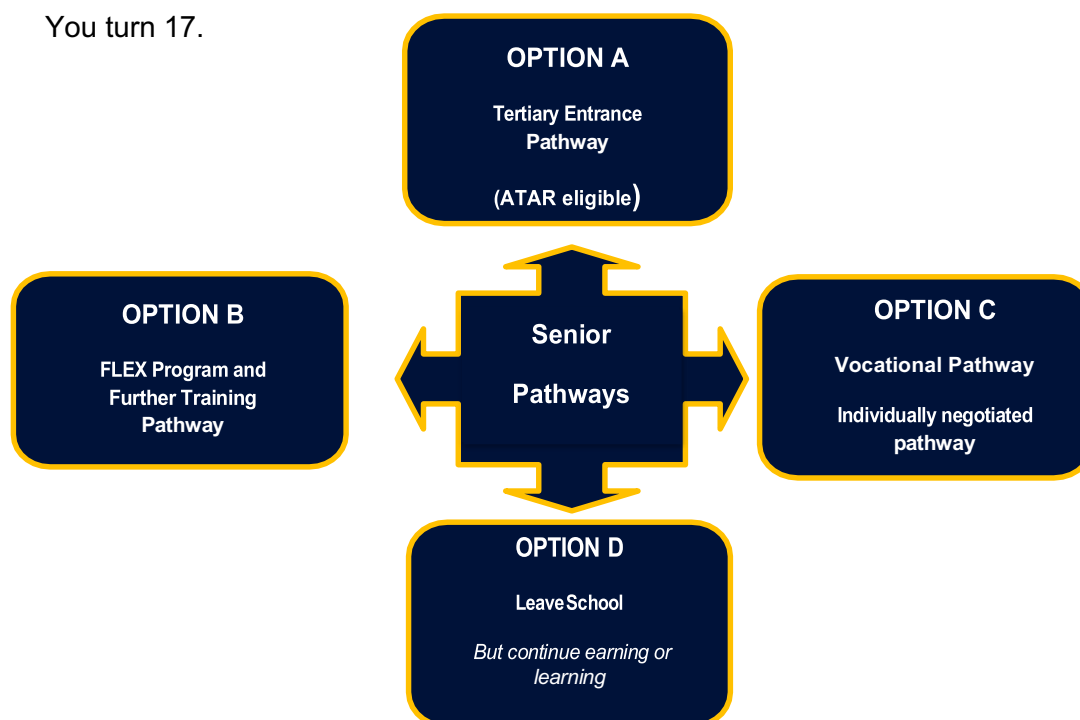 You turn 17.
OPTION A
Tertiary Entrance
Pathway
(ATAR eligible)
OPTION B
FLEX Program and
Further Training
Pathway
Senior
Pathways
OPTION C
Vocational Pathway
Individually negotiated
pathway
OPTION D
Leave School
But continue earning or
learning